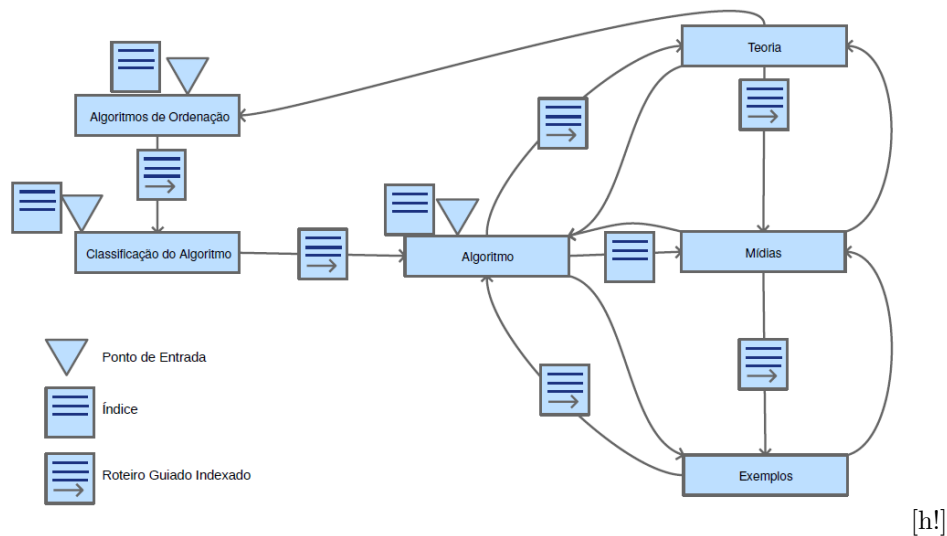 Teoria
Algoritmos de Ordenação
Classificação do Algoritmo
Algoritmo
Mídias
Exemplos
Ponto de Entrada
Índice
Roteiro Guiado Indexado
[h!]